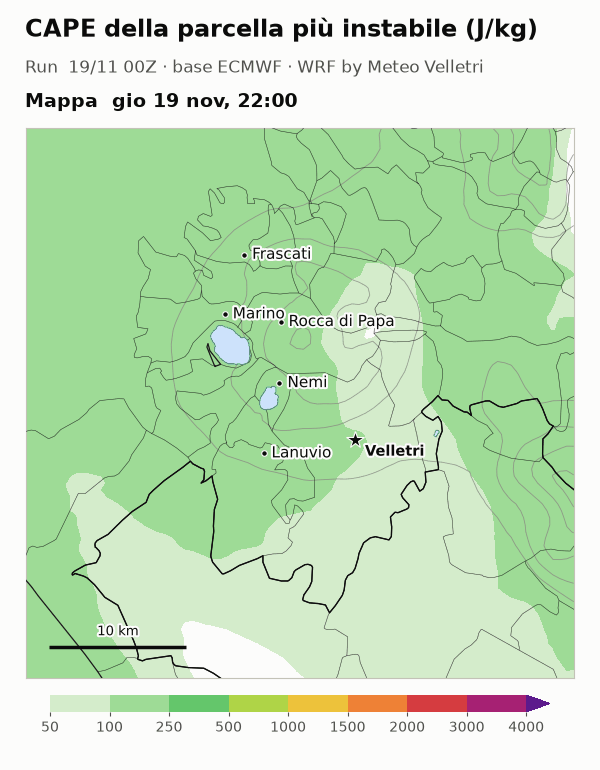 CAPE della parcella più instabile (J/kg)
Run 19/11 00Z · base ECMWF · WRF by Meteo Velletri
Mappa gio 19 nov, 22:00
Frascati
Marino
Rocca di Papa
Nemi
Velletri
Lanuvio
10 km
50 100 250 500 1000 1500 2000 3000 4000